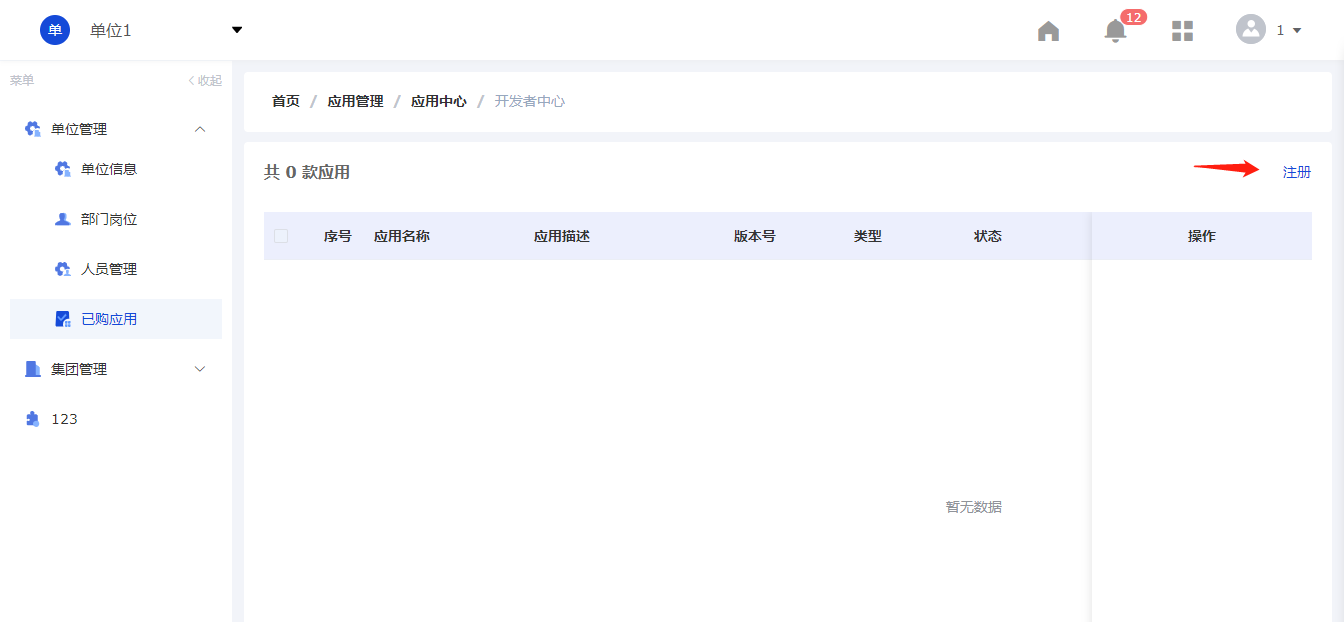 单 单位1 12 1
菜单 收起
首页 / 应用管理 / 应用中心 / 开发者中心
单位管理
单位信息
共 0 款应用 注册
部门岗位
序号 应用名称 应用描述 版本号 类型 状态 操作
人员管理
已购应用
集团管理
123
暂无数据